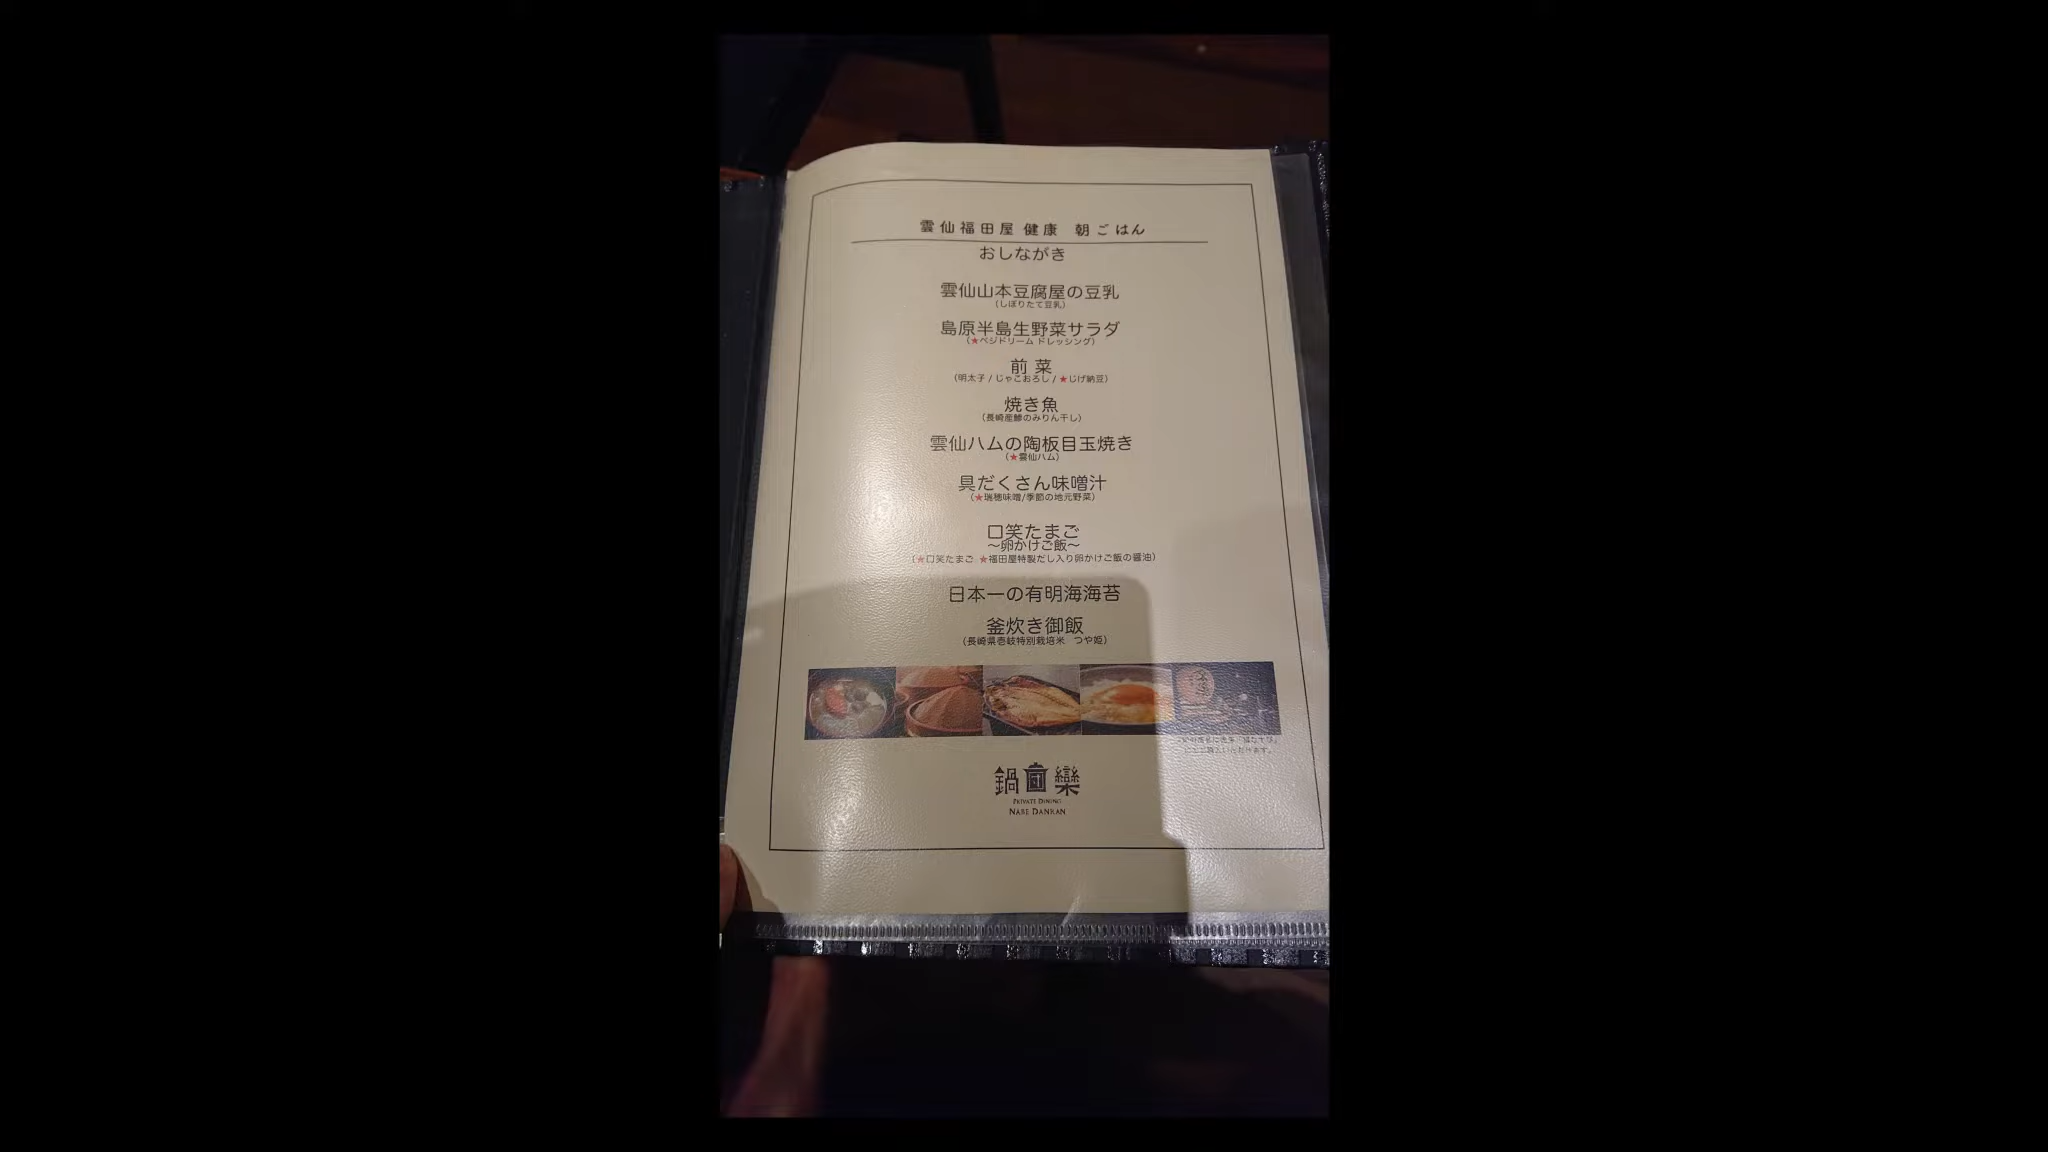 雲仙福田屋 健康 朝ごはん
おしながき
雲仙山本豆腐屋の豆乳
(しぼりたて豆乳)
島原半島生野菜サラダ
(★ベジドリーム ドレッシング)
前菜
(明太子 / じゃこおろし / ★じげ納豆)
焼き魚
(長崎産鯵のみりん干し)
雲仙ハムの陶板目玉焼き
(★雲仙ハム)
具だくさん味噌汁
(★瑞穂味噌/季節の地元野菜)
口笑たまご
～卵かけご飯～
(★口笑たまご ★福田屋特製だし入り卵かけご飯の醤油)
日本一の有明海海苔
釜炊き御飯
(長崎県壱岐特別栽培米 つや姫)
鍋団欒
PRIVATE DINING
NABE DANRAN